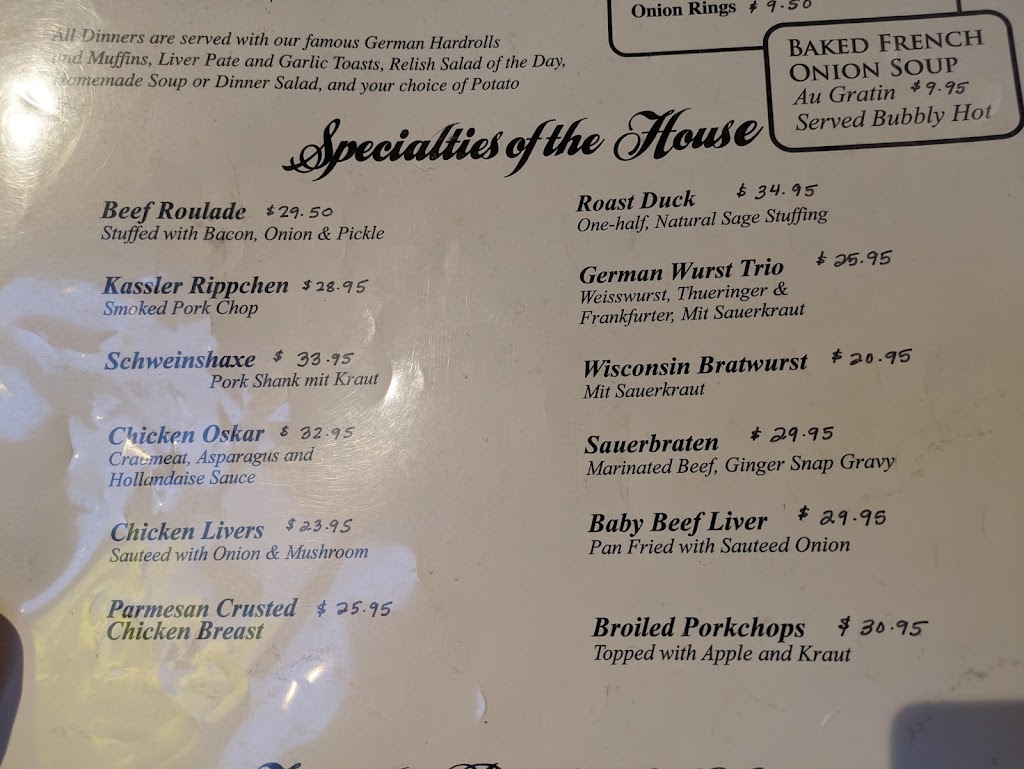 Onion Rings $ 9.50
All Dinners are served with our famous German Hardrolls
and Muffins, Liver Pate and Garlic Toasts, Relish Salad of the Day,
Homemade Soup or Dinner Salad, and your choice of Potato
BAKED FRENCH
ONION SOUP
Au Gratin $9.95
Served Bubbly Hot
Specialties of the House
Beef Roulade $29.50
Stuffed with Bacon, Onion & Pickle
Kassler Rippchen $28.95
Smoked Pork Chop
Schweinshaxe $ 33.95
Pork Shank mit Kraut
Chicken Oskar $ 32.95
Crabmeat, Asparagus and
Hollandaise Sauce
Chicken Livers $23.95
Sauteed with Onion & Mushroom
Parmesan Crusted $25.95
Chicken Breast
Roast Duck $34.95
One-half, Natural Sage Stuffing
German Wurst Trio $25.95
Weisswurst, Thueringer &
Frankfurter, Mit Sauerkraut
Wisconsin Bratwurst $20.95
Mit Sauerkraut
Sauerbraten $29.95
Marinated Beef, Ginger Snap Gravy
Baby Beef Liver $29.95
Pan Fried with Sauteed Onion
Broiled Porkchops $30.95
Topped with Apple and Kraut